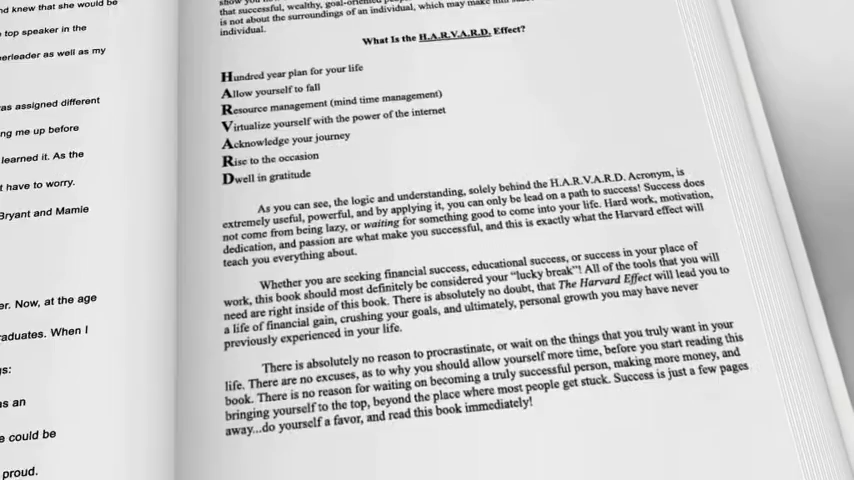 nd knew that she would be
top speaker in the
erleader as well as my
as assigned different
ng me up before
learned it. As the
t have to worry.
Bryant and Mamie
er. Now, at the age
raduates. When I
s:
as an
e could be
proud.
that successful, wealthy, goal-oriented
is not about the surroundings of an individual, which may make him
individual.
What Is the H.A.R.V.A.R.D. Effect?
Hundred year plan for your life
Allow yourself to fall
Resource management (mind time management)
Virtualize yourself with the power of the internet
Acknowledge your journey
Rise to the occasion
Dwell in gratitude
As you can see, the logic and understanding, solely behind the H.A.R.V.A.R.D. Acronym, is
extremely useful, powerful, and by applying it, you can only be lead on a path to success! Success does
not come from being lazy, or waiting for something good to come into your life. Hard work, motivation,
dedication, and passion are what make you successful, and this is exactly what the Harvard effect will
teach you everything about.
Whether you are seeking financial success, educational success, or success in your place of
work, this book should most definitely be considered your “lucky break”! All of the tools that you will
need are right inside of this book. There is absolutely no doubt, that The Harvard Effect will lead you to
a life of financial gain, crushing your goals, and ultimately, personal growth you may have never
previously experienced in your life.
There is absolutely no reason to procrastinate, or wait on the things that you truly want in your
life. There are no excuses, as to why you should allow yourself more time, before you start reading this
book. There is no reason for waiting on becoming a truly successful person, making more money, and
bringing yourself to the top, beyond the place where most people get stuck. Success is just a few pages
away...do yourself a favor, and read this book immediately!